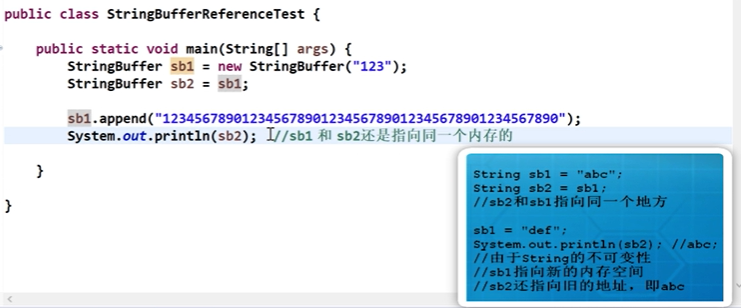 public class StringBufferReferenceTest {
public static void main(String[] args) {
StringBuffer sb1 = new StringBuffer("123");
StringBuffer sb2 = sb1;
sb1.append("12345678901234567890123456789012345678901234567890");
System.out.println(sb2); //sb1 和 sb2还是指向同一个内存的
}
}
String sb1 = "abc";
String sb2 = sb1;
//sb2和sb1指向同一个地方
sb1 = "def";
System.out.println(sb2); //abc;
//由于String的不可变性
//sb1指向新的内存空间
//sb2还指向旧的地址，即abc